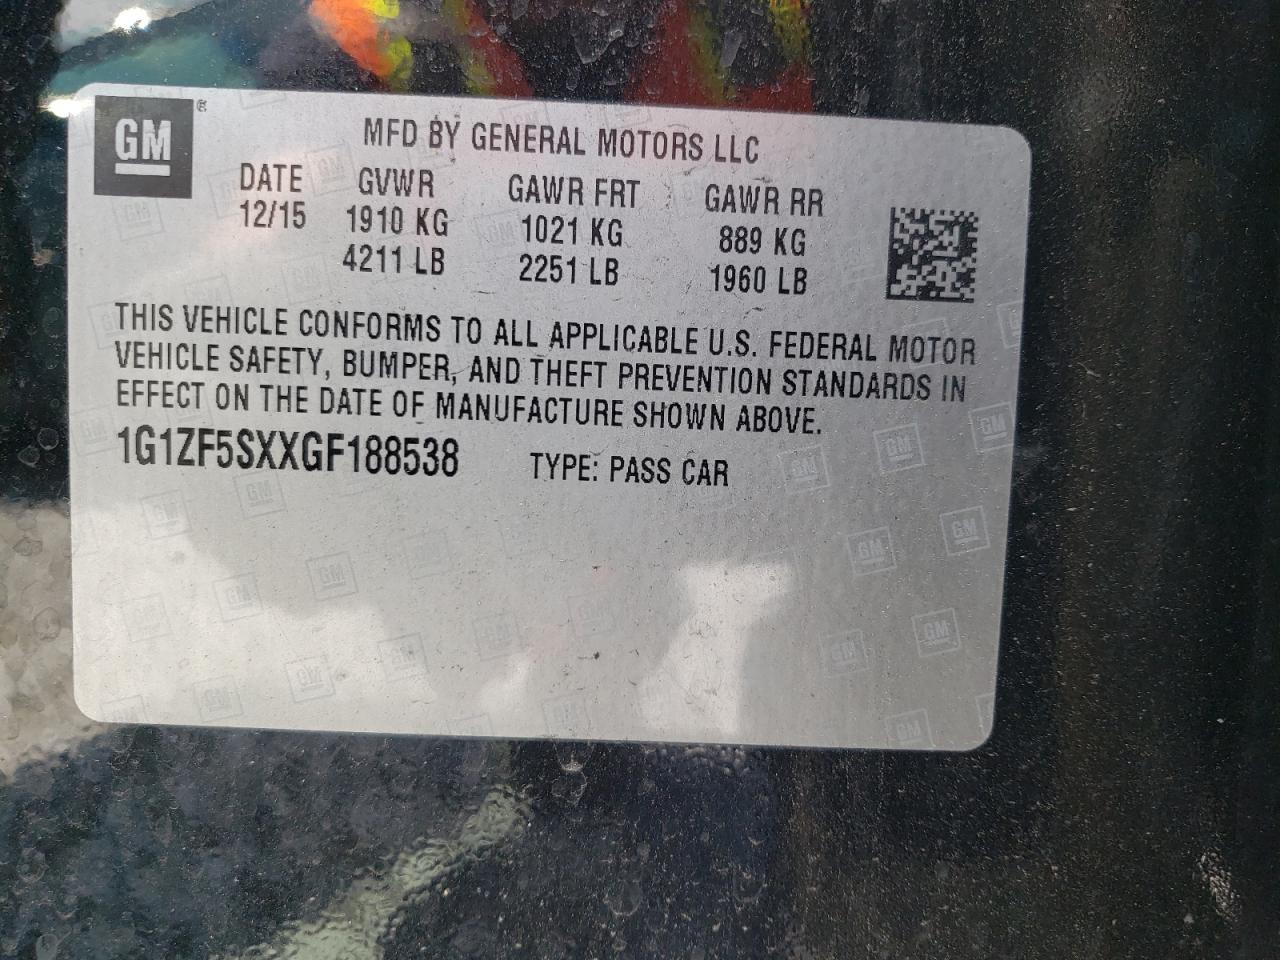 GM ®
MFD BY GENERAL MOTORS LLC
DATE GVWR GAWR FRT GAWR RR
12/15 1910 KG 1021 KG 889 KG
4211 LB 2251 LB 1960 LB
THIS VEHICLE CONFORMS TO ALL APPLICABLE U.S. FEDERAL MOTOR
VEHICLE SAFETY, BUMPER, AND THEFT PREVENTION STANDARDS IN
EFFECT ON THE DATE OF MANUFACTURE SHOWN ABOVE.
1G1ZF5SXXGF188538 TYPE: PASS CAR